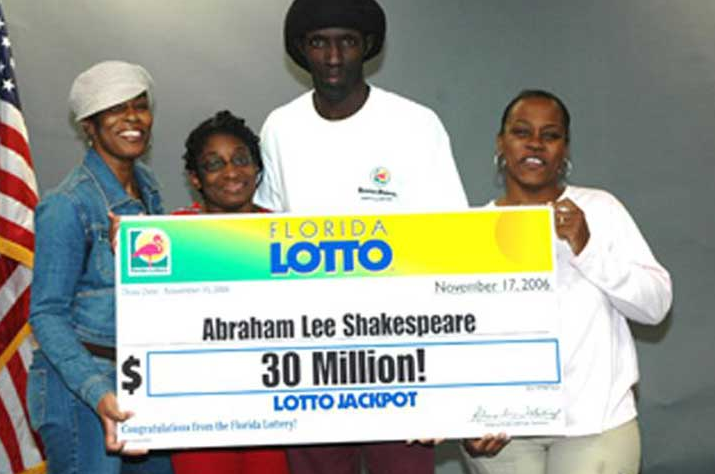 FLORIDA
LOTTO
November 17, 2006
Abraham Lee Shakespeare
$ 30 Million!
LOTTO JACKPOT
Congratulations from the Florida Lottery!